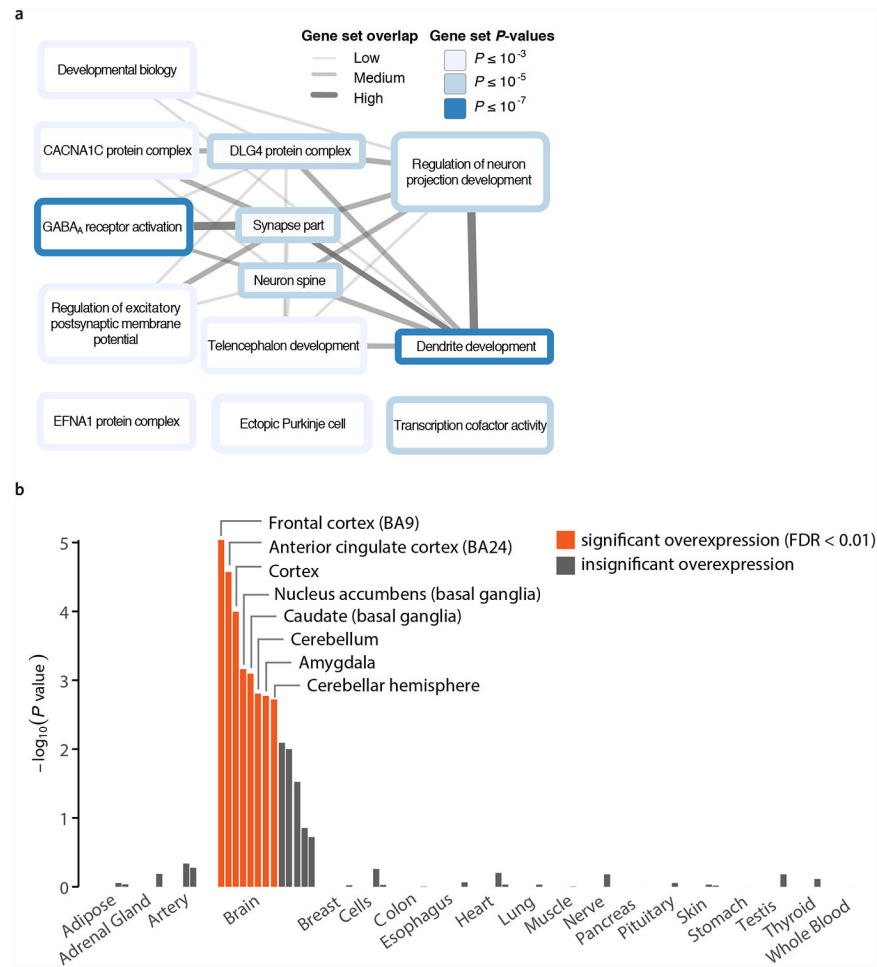 a
Gene set overlap
Low
Medium
High
Gene set P-values
P ≤ 10⁻³
P ≤ 10⁻⁵
P ≤ 10⁻⁷
Developmental biology
CACNA1C protein complex
DLG4 protein complex
Regulation of neuron
projection development
GABAA receptor activation
Synapse part
Neuron spine
Regulation of excitatory
postsynaptic membrane
potential
Telencephalon development
Dendrite development
EFNA1 protein complex
Ectopic Purkinje cell
Transcription cofactor activity
b
Frontal cortex (BA9)
Anterior cingulate cortex (BA24)
Cortex
Nucleus accumbens (basal ganglia)
Caudate (basal ganglia)
Cerebellum
Amygdala
Cerebellar hemisphere
significant overexpression (FDR < 0.01)
insignificant overexpression
−log₁₀(P value)
5
4
3
2
1
0
Adipose
Adrenal Gland
Artery
Brain
Breast
Cells
Colon
Esophagus
Heart
Lung
Muscle
Nerve
Pancreas
Pituitary
Skin
Stomach
Testis
Thyroid
Whole Blood